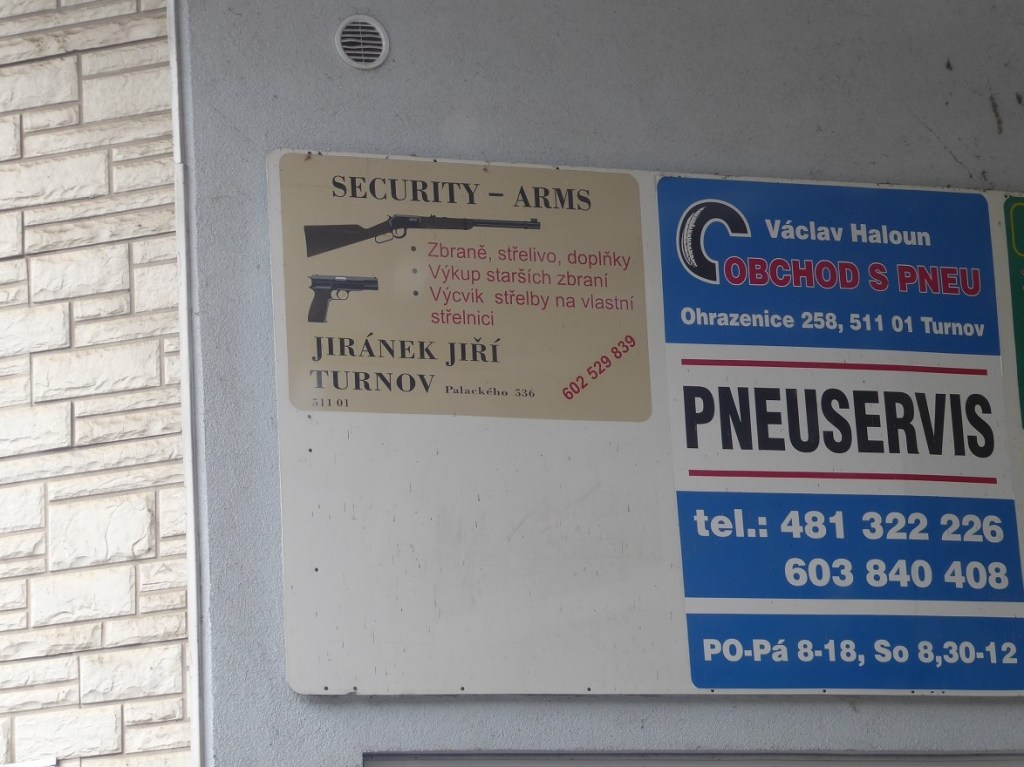 SECURITY – ARMS
• Zbraně, střelivo, doplňky
• Výkup starších zbraní
• Výcvik střelby na vlastní
střelnici
JIRÁNEK JIŘÍ
TURNOV Palackého 536
511 01
602 529 839
Václav Haloun
OBCHOD S PNEU
Ohrazenice 258, 511 01 Turnov
PNEUSERVIS
tel.: 481 322 226
603 840 408
PO-Pá 8-18, So 8,30-12